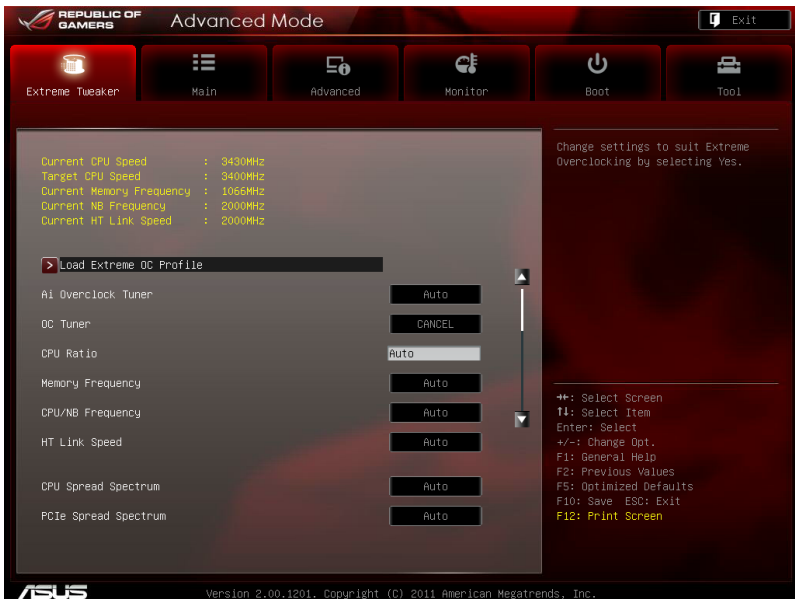 REPUBLIC OF
GAMERS
Advanced Mode
Exit
Extreme Tweaker
Main
Advanced
Monitor
Boot
Tool
Current CPU Speed : 3430MHz
Target CPU Speed : 3400MHz
Current Memory Frequency : 1066MHz
Current NB Frequency : 2000MHz
Current HT Link Speed : 2000MHz
> Load Extreme OC Profile
Ai Overclock Tuner Auto
OC Tuner CANCEL
CPU Ratio Auto
Memory Frequency Auto
CPU/NB Frequency Auto
HT Link Speed Auto
CPU Spread Spectrum Auto
PCIe Spread Spectrum Auto
Change settings to suit Extreme
Overclocking by selecting Yes.
→←: Select Screen
↑↓: Select Item
Enter: Select
+/-: Change Opt.
F1: General Help
F2: Previous Values
F5: Optimized Defaults
F10: Save ESC: Exit
F12: Print Screen
ASUS
Version 2.00.1201. Copyright (C) 2011 American Megatrends, Inc.